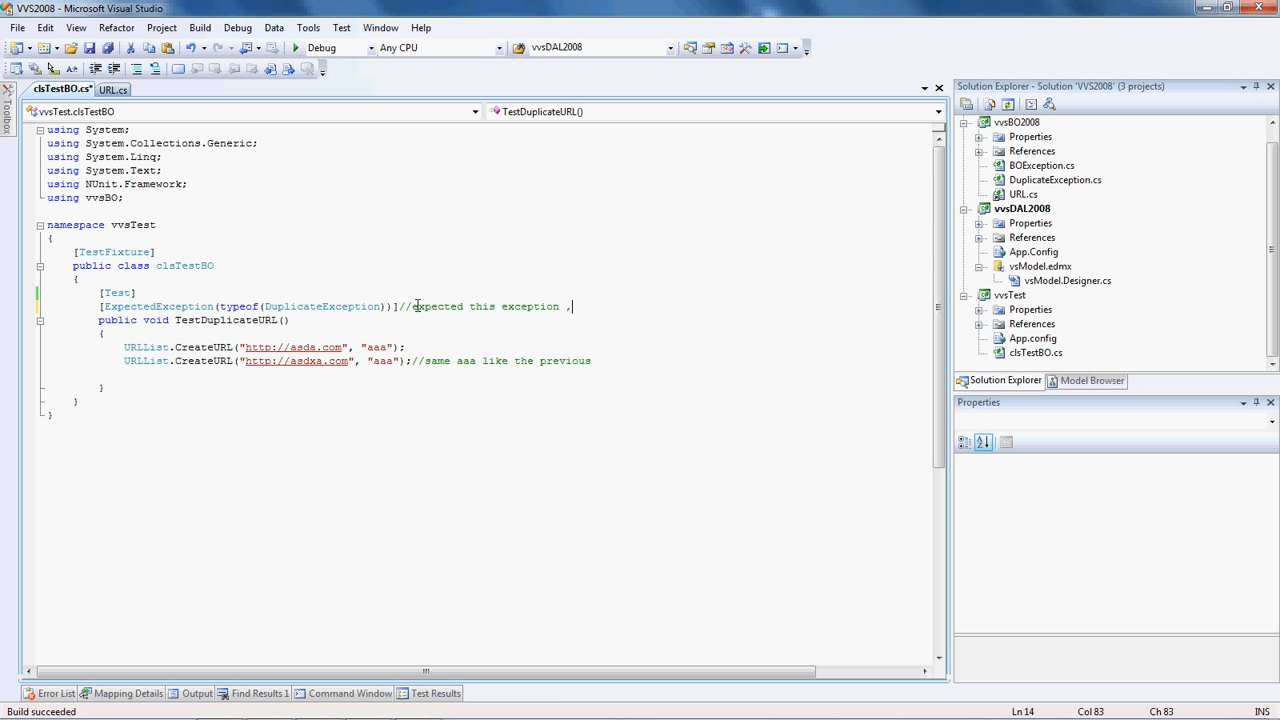 VVS2008 - Microsoft Visual Studio
File Edit View Refactor Project Build Debug Data Tools Test Window Help
Debug Any CPU vvsDAL2008
clsTestBO.cs* URL.cs
Toolbox
vvsTest.clsTestBO TestDuplicateURL()
using System;
using System.Collections.Generic;
using System.Linq;
using System.Text;
using NUnit.Framework;
using vvsBO;
namespace vvsTest
{
[TestFixture]
public class clsTestBO
{
[Test]
[ExpectedException(typeof(DuplicateException))]//expected this exception ,
public void TestDuplicateURL()
{
URLList.CreateURL("http://asda.com", "aaa");
URLList.CreateURL("http://asdxa.com", "aaa");//same aaa like the previous
}
}
}
Solution Explorer - Solution 'VVS2008' (3 projects)
vvsBO2008
Properties
References
BOException.cs
DuplicateException.cs
URL.cs
vvsDAL2008
Properties
References
App.Config
vsModel.edmx
vsModel.Designer.cs
vvsTest
Properties
References
App.config
clsTestBO.cs
Solution Explorer Model Browser
Properties
Error List Mapping Details Output Find Results 1 Command Window Test Results
Build succeeded Ln 14 Col 83 Ch 83 INS